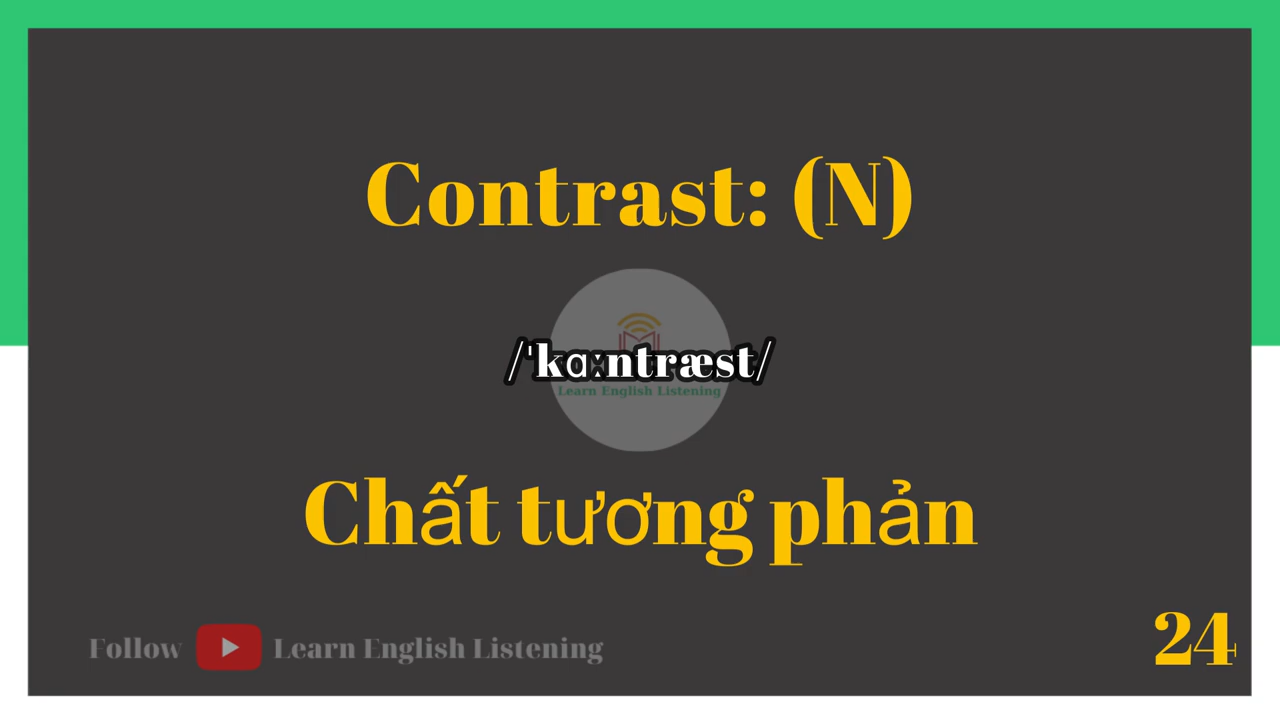 Contrast: (N)
/ˈkɑːntræst/
Learn English Listening
Chất tương phản
Follow Learn English Listening
24